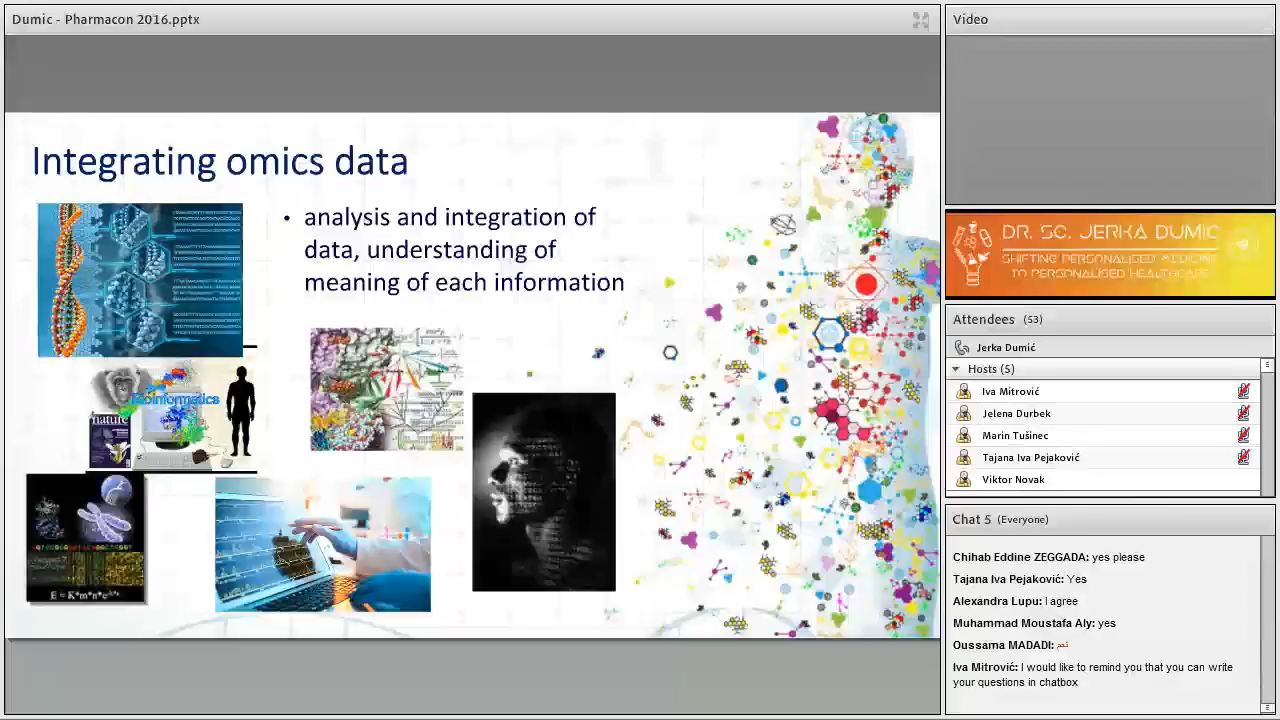 Dumic - Pharmacon 2016.pptx
Integrating omics data
• analysis and integration of
data, understanding of
meaning of each information
Bioinformatics
nature
Video
DR. SC. JERKA DUMIC
SHIFTING PERSONALISED MEDICINE
TO PERSONALISED HEALTHCARE
Attendees (53)
Jerka Dumić
Hosts (5)
Iva Mitrović
Jelena Durbek
Marin Tušinec
Tajana Iva Pejaković
Novak
Chat 5 (Everyone)
Chihab Eddine ZEGGADA: yes please
Tajana Iva Pejaković: Yes
Alexandra Lupu: I agree
Muhammad Moustafa Aly: yes
Oussama MADADI: نعم
Iva Mitrović: I would like to remind you that you can write
your questions in chatbox